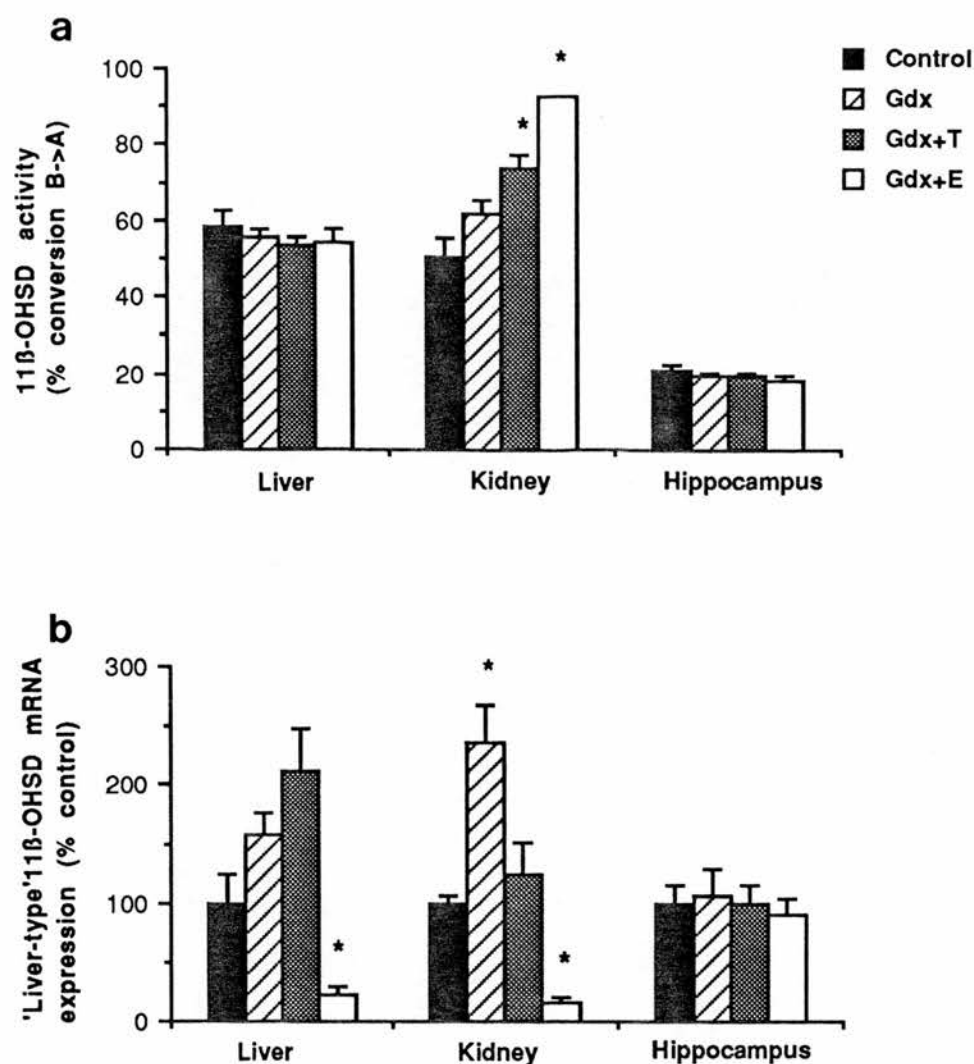 a
Control
Gdx
Gdx+T
Gdx+E
11ß-OHSD activity
(% conversion B->A)
100
80
60
40
20
0
*
*
Liver Kidney Hippocampus
b
'Liver-type'11ß-OHSD mRNA
expression (% control)
300
200
100
0
*
*
*
Liver Kidney Hippocampus